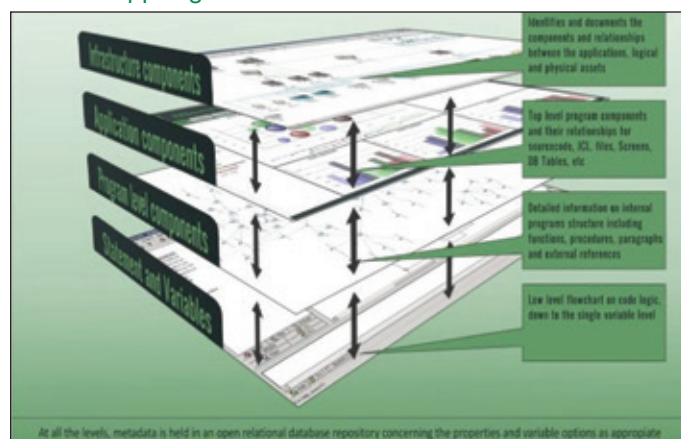 Infrastructure components
Application components
Program level components
Statement and Variables
Identifies and documents the
components and relationships
between the applications, logical
and physical assets
Top level program components
and their relationships for
sourcecode, JCL, files, Screens,
DB Tables, etc
Detailed information on internal
programs structure including
functions, procedures, paragraphs
and external references
Low level flowchart on code logic,
down to the single variable level
At all the levels, metadata is held in an open relational database repository concerning the properties and variable options as appropiate